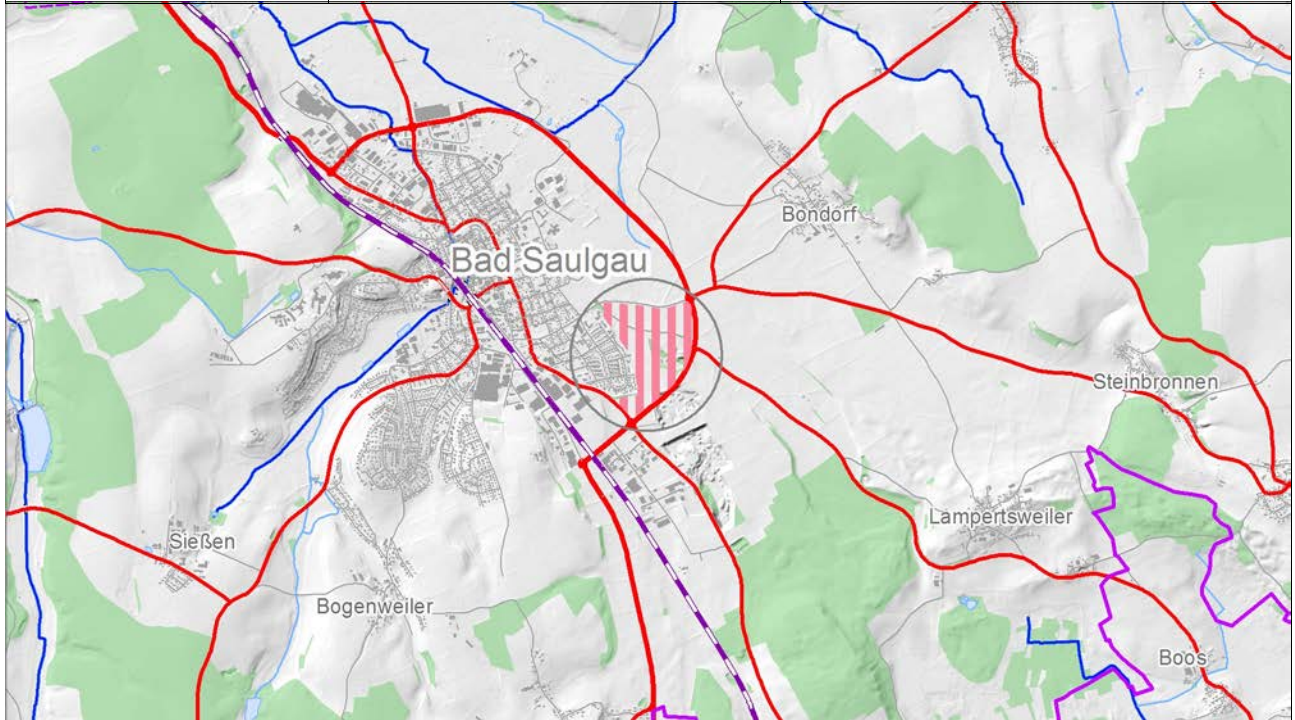 Bondorf
Bad Saulgau
Steinbronnen
Lampertsweiler
Sießen
Bogenweiler
Boos